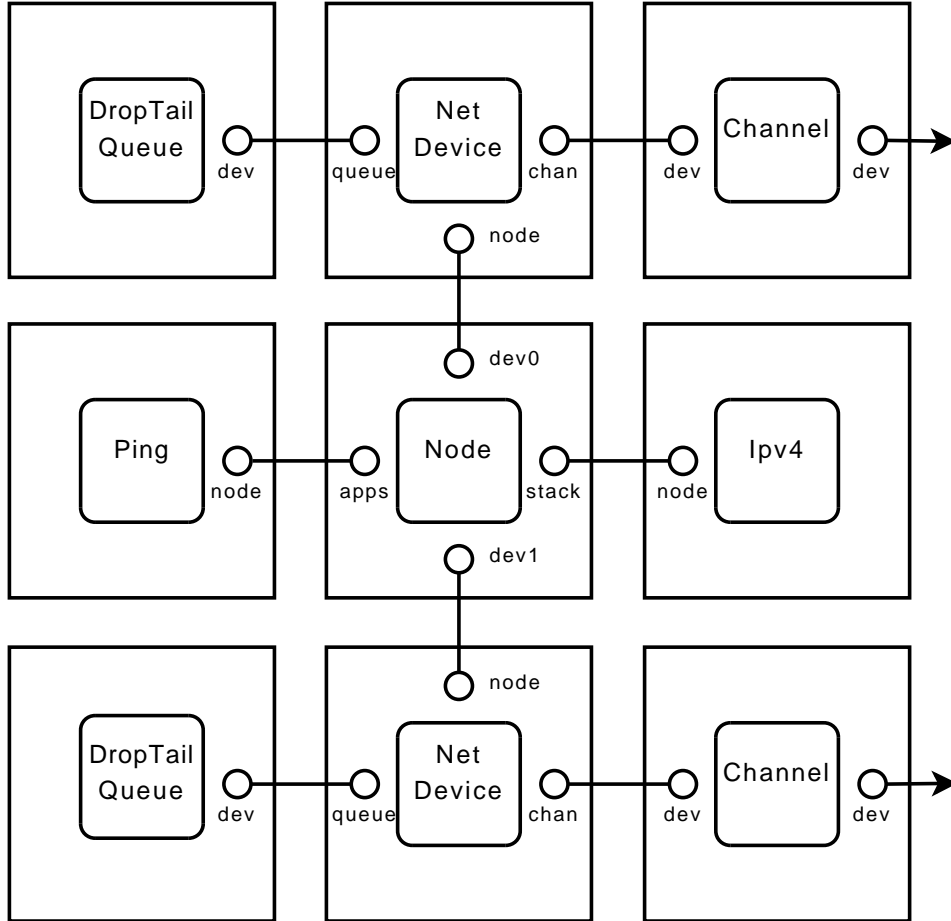 DropTail
Queue
dev
queue
Net
Device
chan
node
dev
Channel
dev
Ping
node
apps
dev0
Node
stack
dev1
node
Ipv4
DropTail
Queue
dev
queue
node
Net
Device
chan
dev
Channel
dev